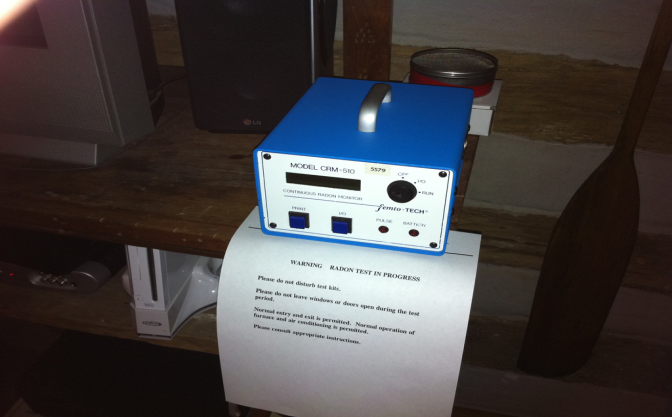 LG
MODEL CRM-510
5579
OFF
I/O
RUN
CONTINUOUS RADON MONITOR
femto-TECH®
PRINT
I/O
PULSE
BATTERY
WARNING RADON TEST IN PROGRESS
Please do not disturb test kits.
Please do not leave windows or doors open during the test
period.
Normal entry and exit is permitted. Normal operation of
furnace and air conditioning is permitted.
Please consult appropriate instructions.
Wii